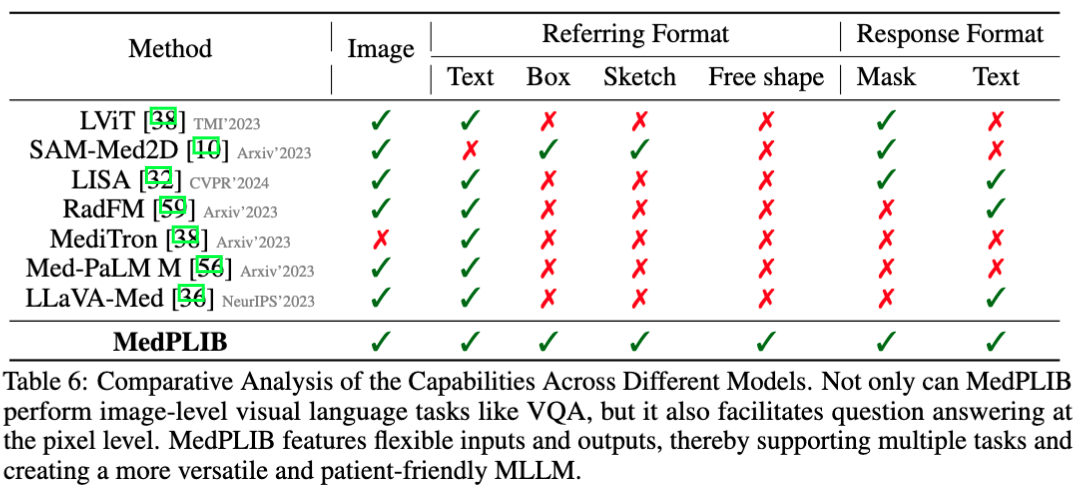 Method Image Referring Format Response Format
Text Box Sketch Free shape Mask Text
LViT [38] TMI'2023 ✓ ✓ ✗ ✗ ✗ ✓ ✗
SAM-Med2D [10] Arxiv'2023 ✓ ✗ ✓ ✓ ✗ ✓ ✗
LISA [32] CVPR'2024 ✓ ✓ ✗ ✗ ✗ ✓ ✓
RadFM [59] Arxiv'2023 ✓ ✓ ✗ ✗ ✗ ✗ ✓
MediTron [38] Arxiv'2023 ✗ ✓ ✗ ✗ ✗ ✗ ✗
Med-PaLM M [56] Arxiv'2023 ✓ ✓ ✗ ✗ ✗ ✗ ✗
LLaVA-Med [36] NeurIPS'2023 ✓ ✓ ✗ ✗ ✗ ✗ ✓
MedPLIB ✓ ✓ ✓ ✓ ✓ ✓ ✓
Table 6: Comparative Analysis of the Capabilities Across Different Models. Not only can MedPLIB
perform image-level visual language tasks like VQA, but it also facilitates question answering at
the pixel level. MedPLIB features flexible inputs and outputs, thereby supporting multiple tasks and
creating a more versatile and patient-friendly MLLM.